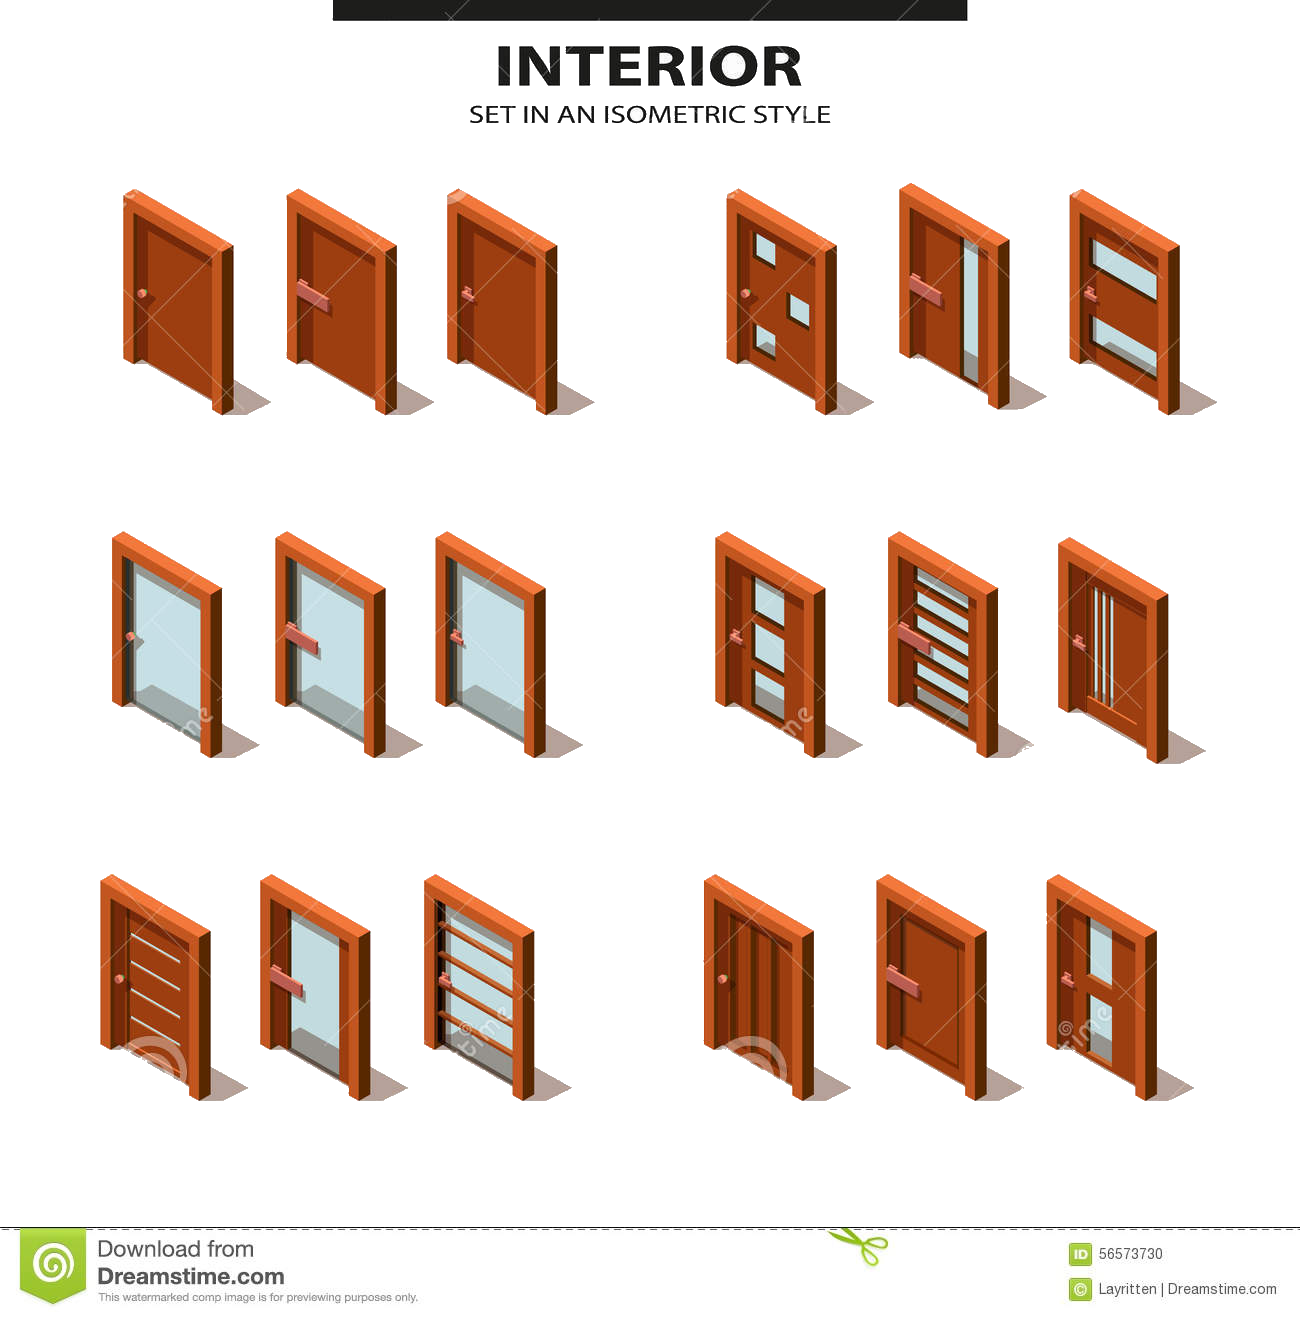 INTERIOR
SET IN AN ISOMETRIC STYLE
Download from
Dreamstime.com
This watermarked comp image is for previewing purposes only.
ID 56573730
© Layritten | Dreamstime.com